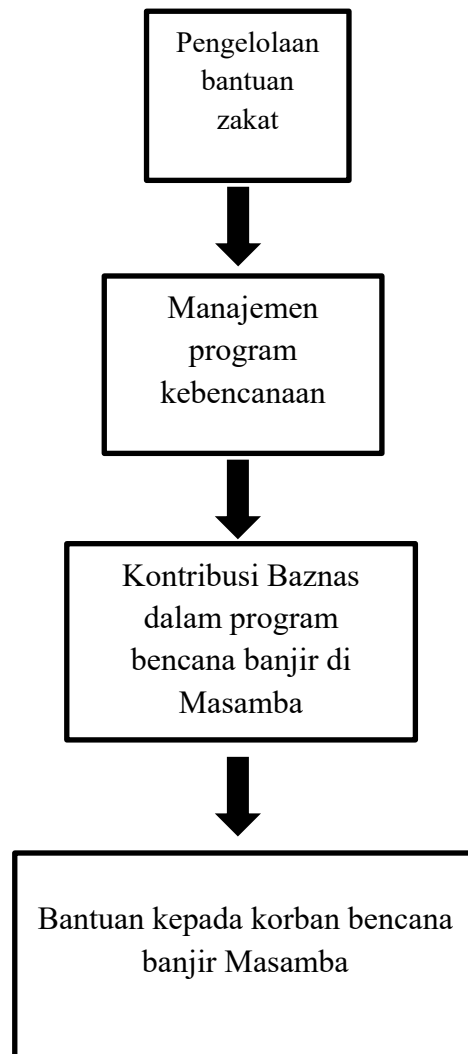 Pengelolaan
bantuan
zakat
Manajemen
program
kebencanaan
Kontribusi Baznas
dalam program
bencana banjir di
Masamba
Bantuan kepada korban bencana
banjir Masamba